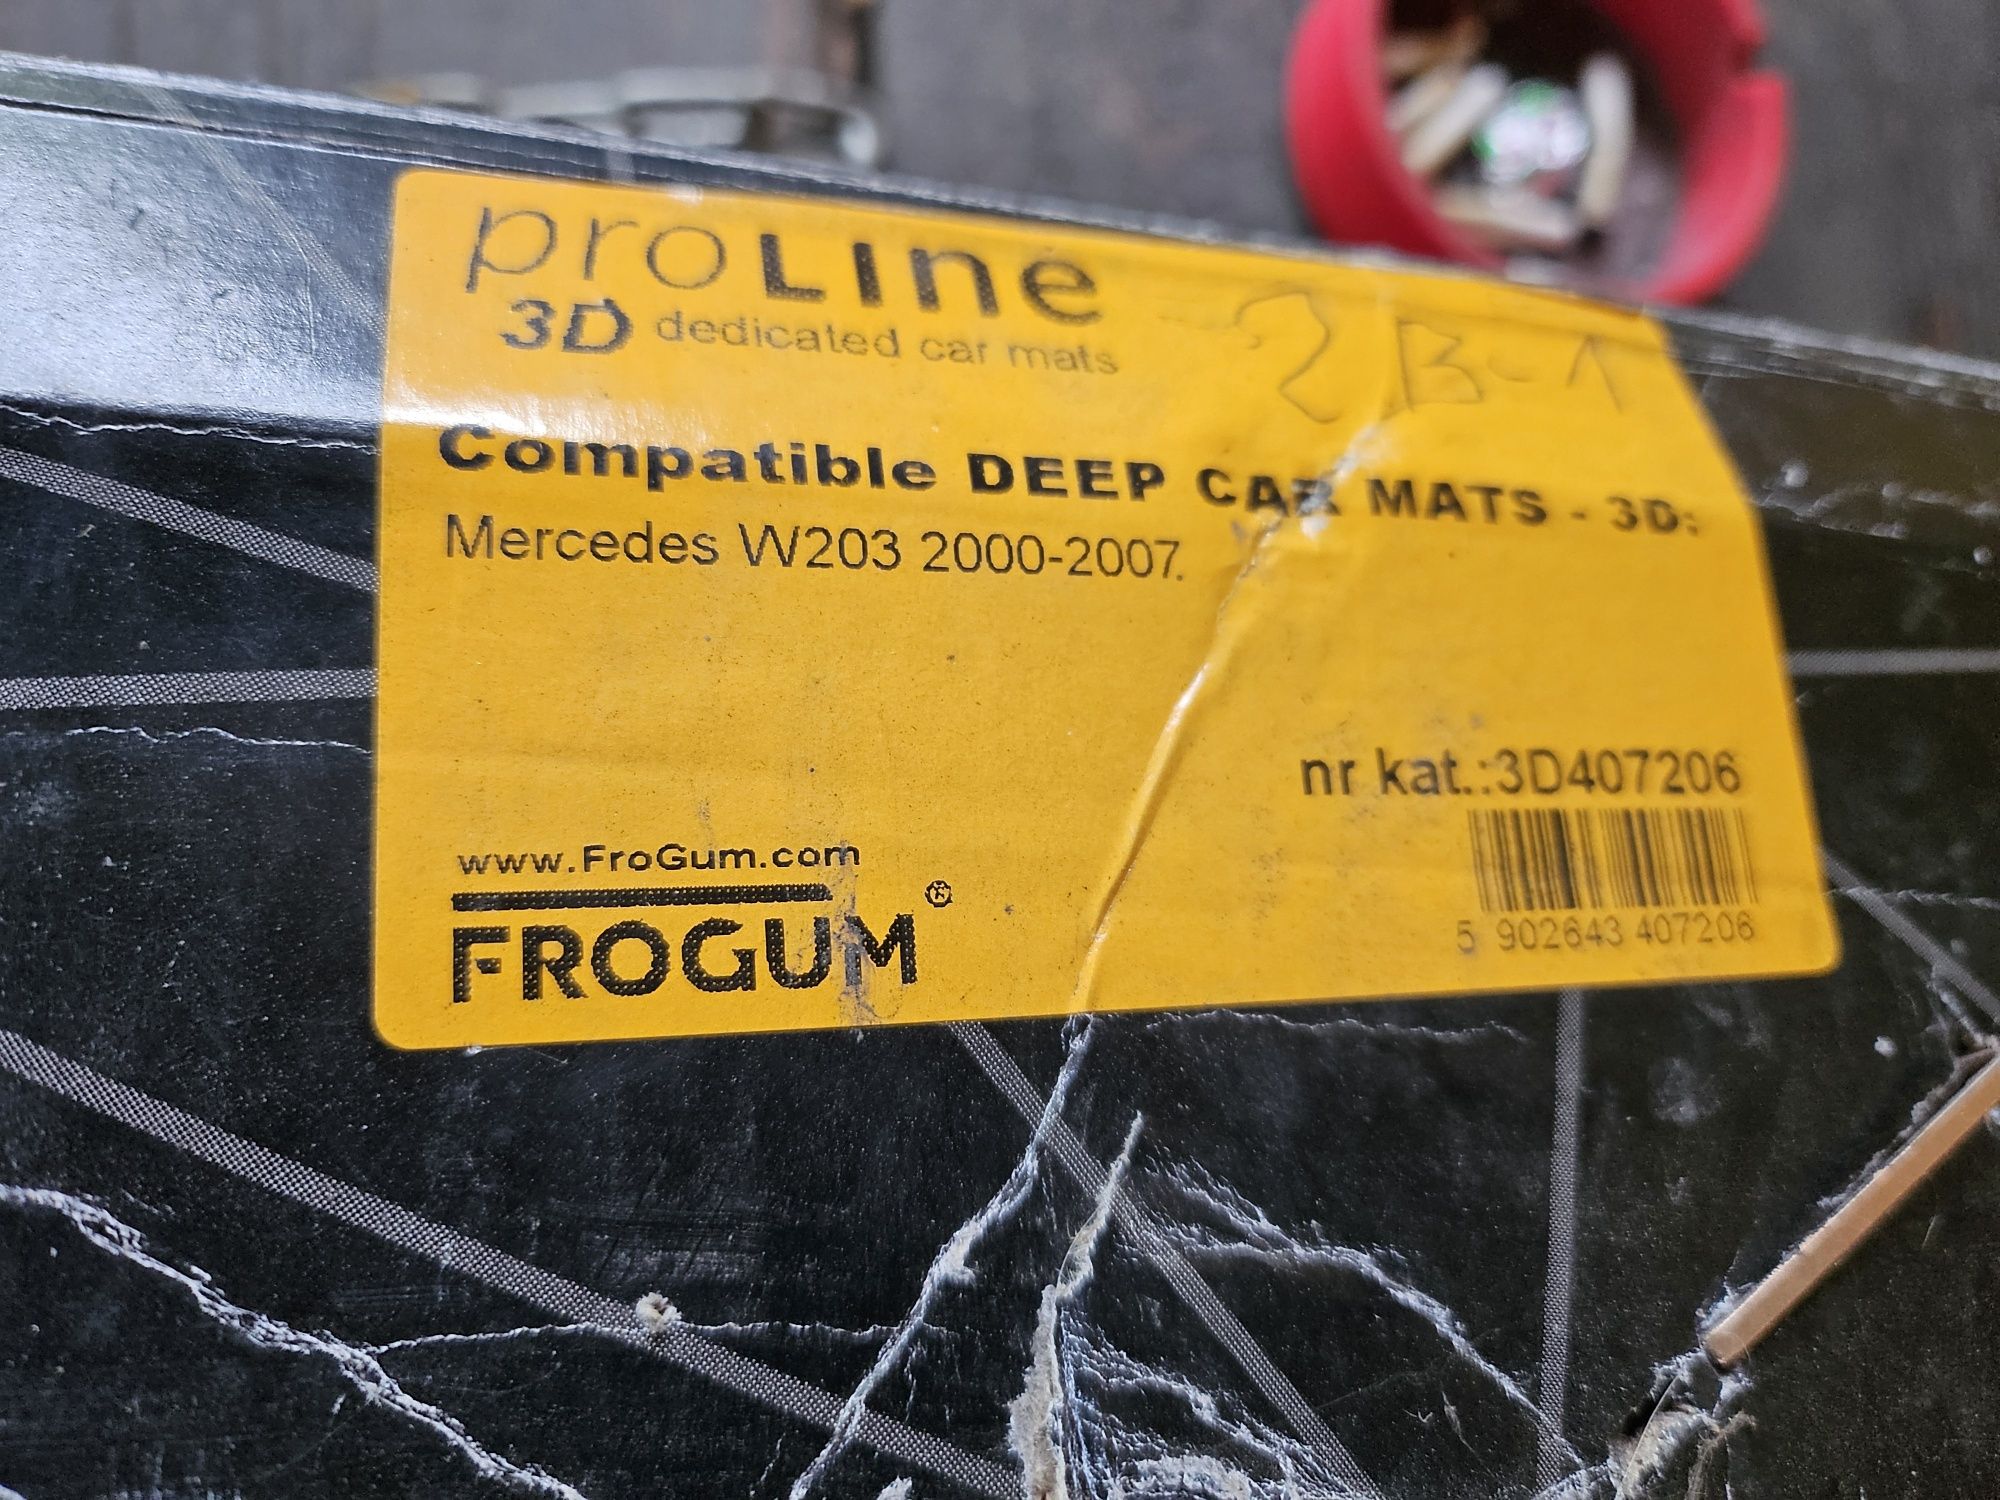 proLine
3D dedicated car mats
Compatible DEEP CAR MATS - 3D:
Mercedes W203 2000-2007.
nr kat.:3D407206
www.FroGum.com
FROGUM®
5 902643 407206